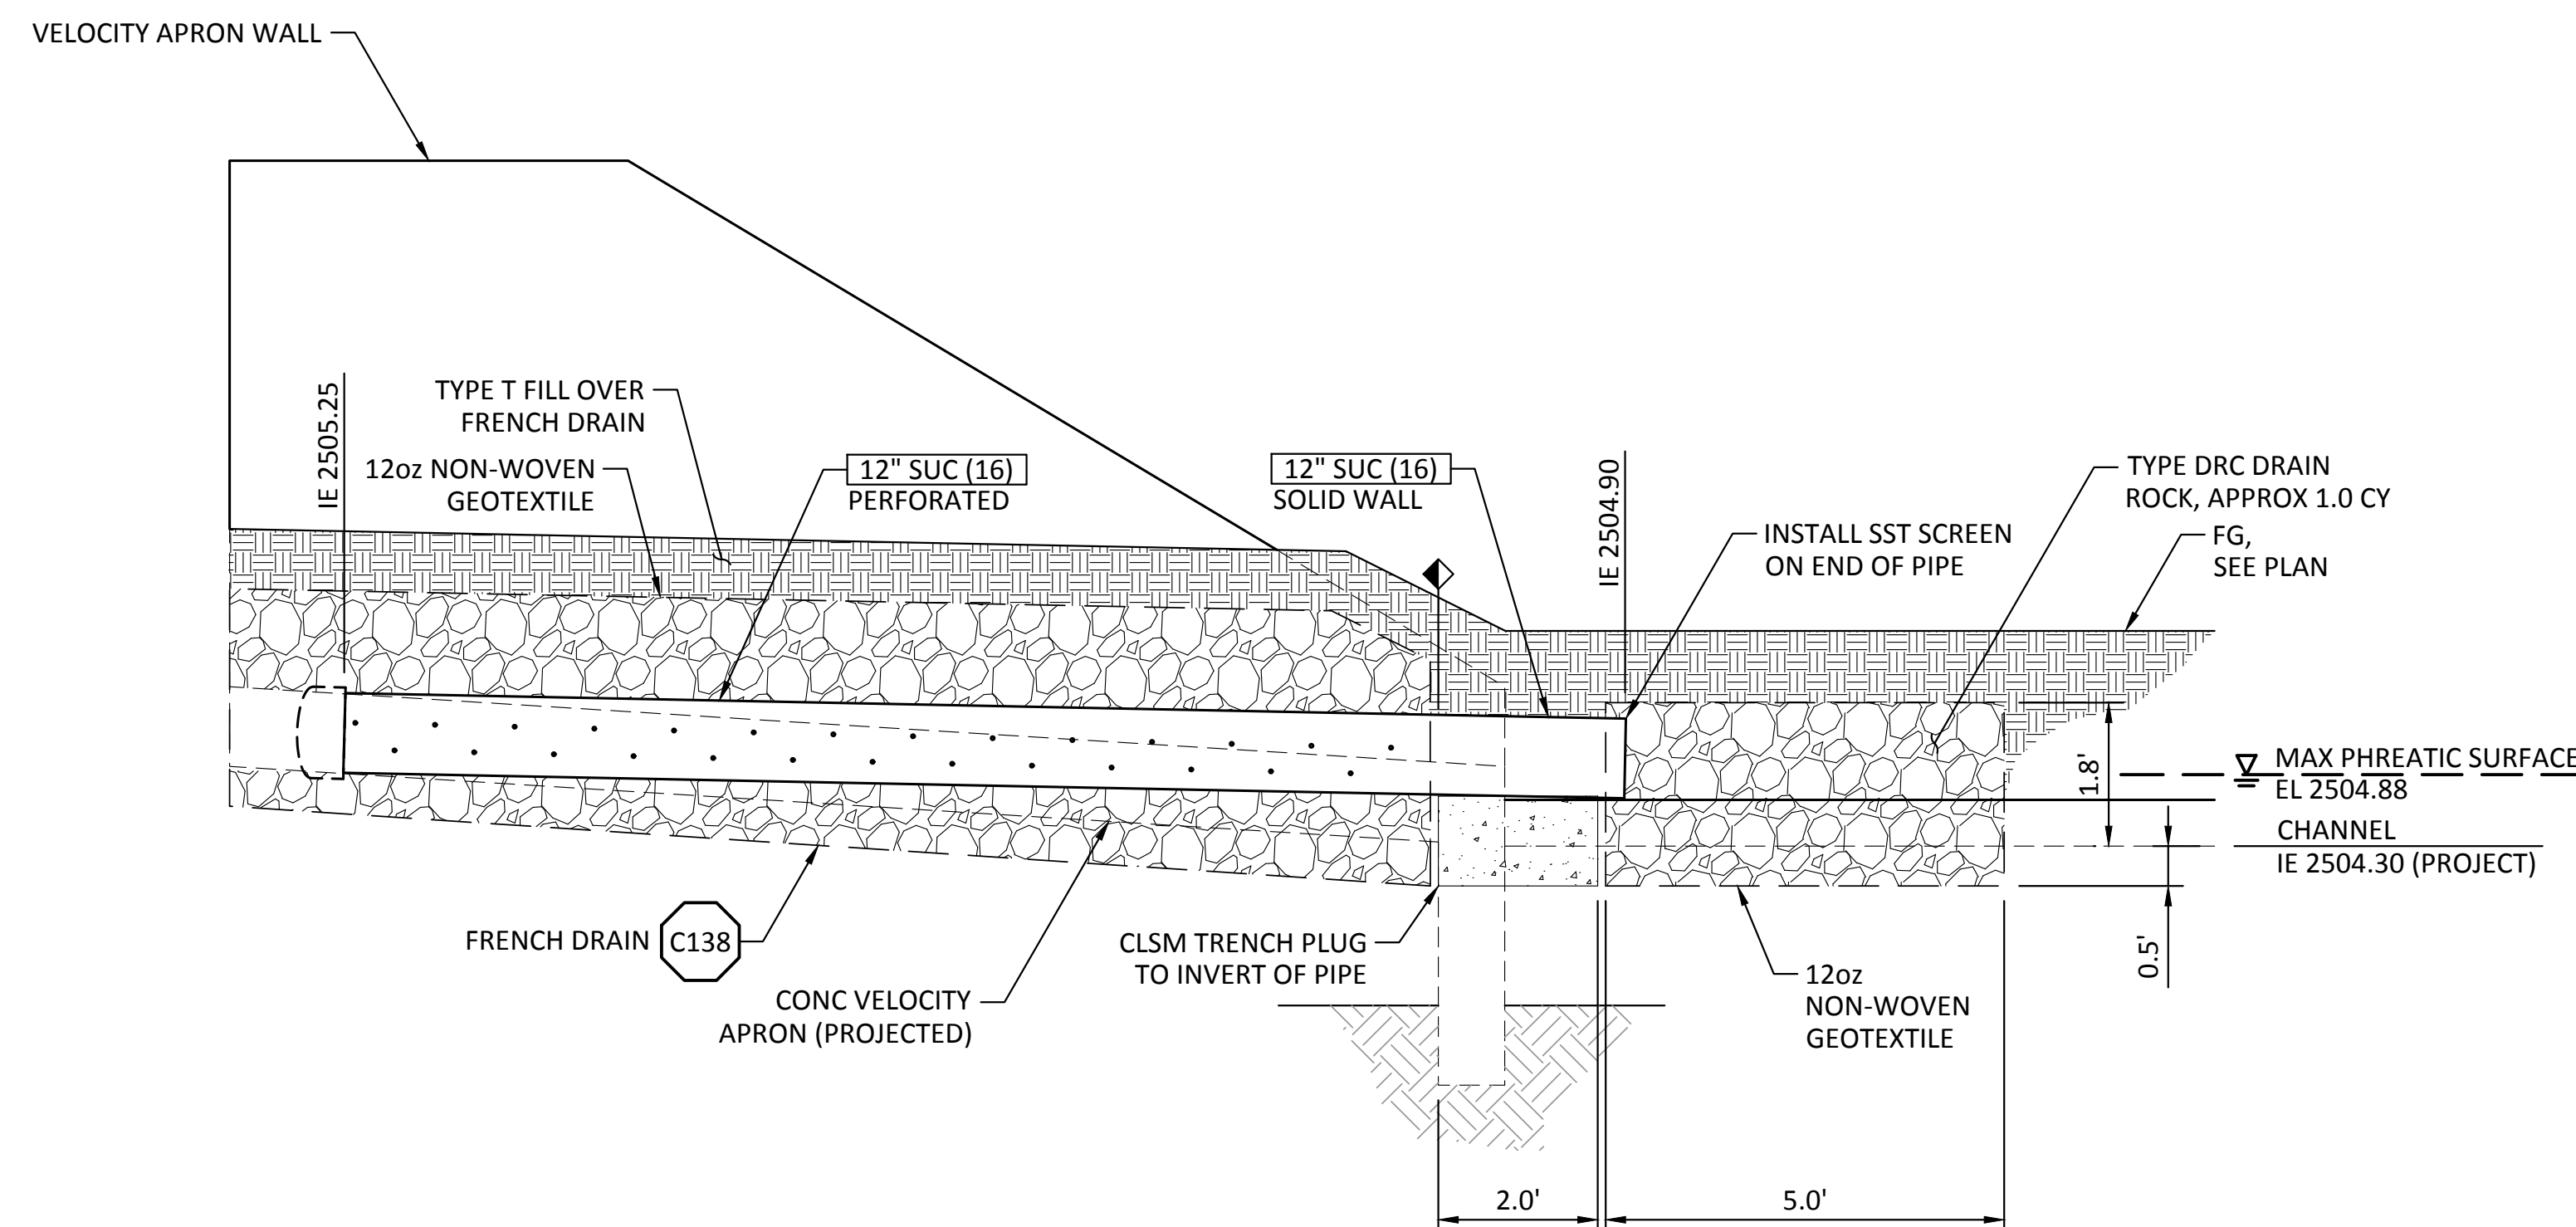 VELOCITY APRON WALL
IE 2505.25
TYPE T FILL OVER
FRENCH DRAIN
12oz NON-WOVEN
GEOTEXTILE
12" SUC (16)
PERFORATED
12" SUC (16)
SOLID WALL
IE 2504.90
INSTALL SST SCREEN
ON END OF PIPE
TYPE DRC DRAIN
ROCK, APPROX 1.0 CY
FG,
SEE PLAN
1.8'
MAX PHREATIC SURFACE
EL 2504.88
CHANNEL
IE 2504.30 (PROJECT)
0.5'
FRENCH DRAIN
C138
CONC VELOCITY
APRON (PROJECTED)
CLSM TRENCH PLUG
TO INVERT OF PIPE
12oz
NON-WOVEN
GEOTEXTILE
2.0'
5.0'